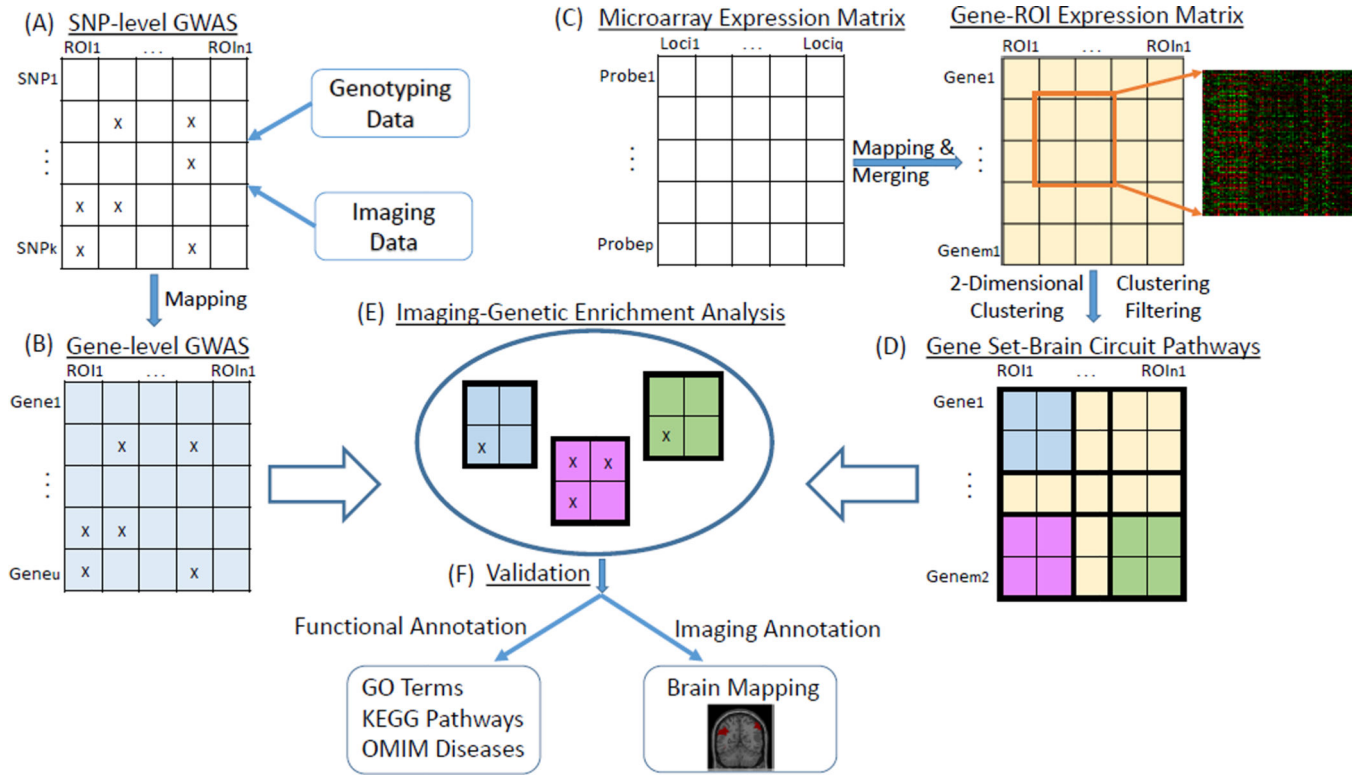 (A) SNP-level GWAS
ROI1 ... ROIn1
SNP1
x x
⋮ x
x x
SNPk x x
Genotyping
Data
Imaging
Data
Mapping
(B) Gene-level GWAS
ROI1 ... ROIn1
Gene1
x x
⋮
x x
Geneu x x
(C) Microarray Expression Matrix
Loci1 ... Lociq
Probe1
⋮
Probep
Mapping &
Merging
Gene-ROI Expression Matrix
ROI1 ... ROIn1
Gene1
⋮
Genem1
2-Dimensional
Clustering
Clustering
Filtering
(D) Gene Set-Brain Circuit Pathways
ROI1 ... ROIn1
Gene1
⋮
Genem2
(E) Imaging-Genetic Enrichment Analysis
x
x x
x
x
(F) Validation
Functional Annotation
Imaging Annotation
GO Terms
KEGG Pathways
OMIM Diseases
Brain Mapping